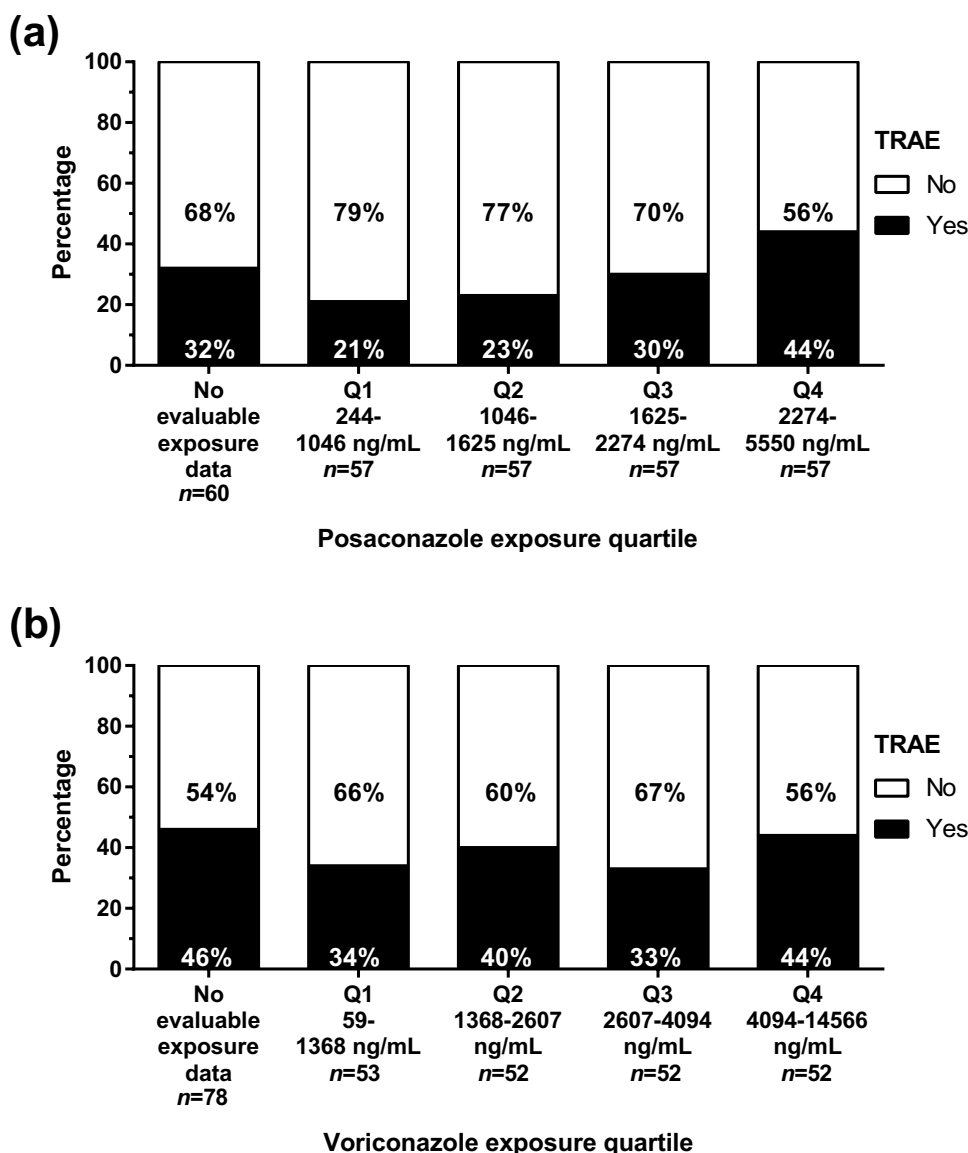 (a)
100
80
60
40
20
0
Percentage
68%
79%
77%
70%
56%
32%
21%
23%
30%
44%
TRAE
No
Yes
No
evaluable
exposure
data
n=60
Q1
244-
1046 ng/mL
n=57
Q2
1046-
1625 ng/mL
n=57
Q3
1625-
2274 ng/mL
n=57
Q4
2274-
5550 ng/mL
n=57
Posaconazole exposure quartile
(b)
100
80
60
40
20
0
Percentage
54%
66%
60%
67%
56%
46%
34%
40%
33%
44%
TRAE
No
Yes
No
evaluable
exposure
data
n=78
Q1
59-
1368 ng/mL
n=53
Q2
1368-2607
ng/mL
n=52
Q3
2607-4094
ng/mL
n=52
Q4
4094-14566
ng/mL
n=52
Voriconazole exposure quartile